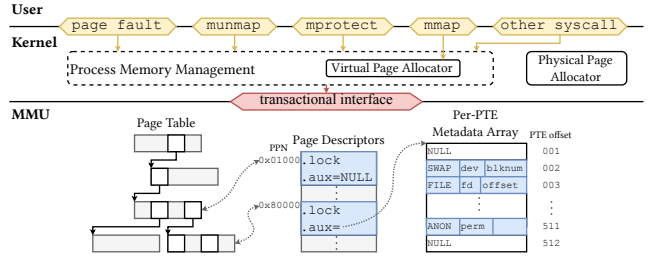 User
page fault munmap mprotect mmap other syscall
Kernel
Process Memory Management
Virtual Page Allocator
Physical Page
Allocator
transactional interface
MMU
Page Table
PPN
Page Descriptors
0x01000
.lock
.aux=NULL
⋮
0x80000
.lock
.aux=
⋮
Per-PTE
Metadata Array
PTE offset
NULL 001
SWAP dev blknum 002
FILE fd offset 003
⋮ ⋮
ANON perm 511
NULL 512